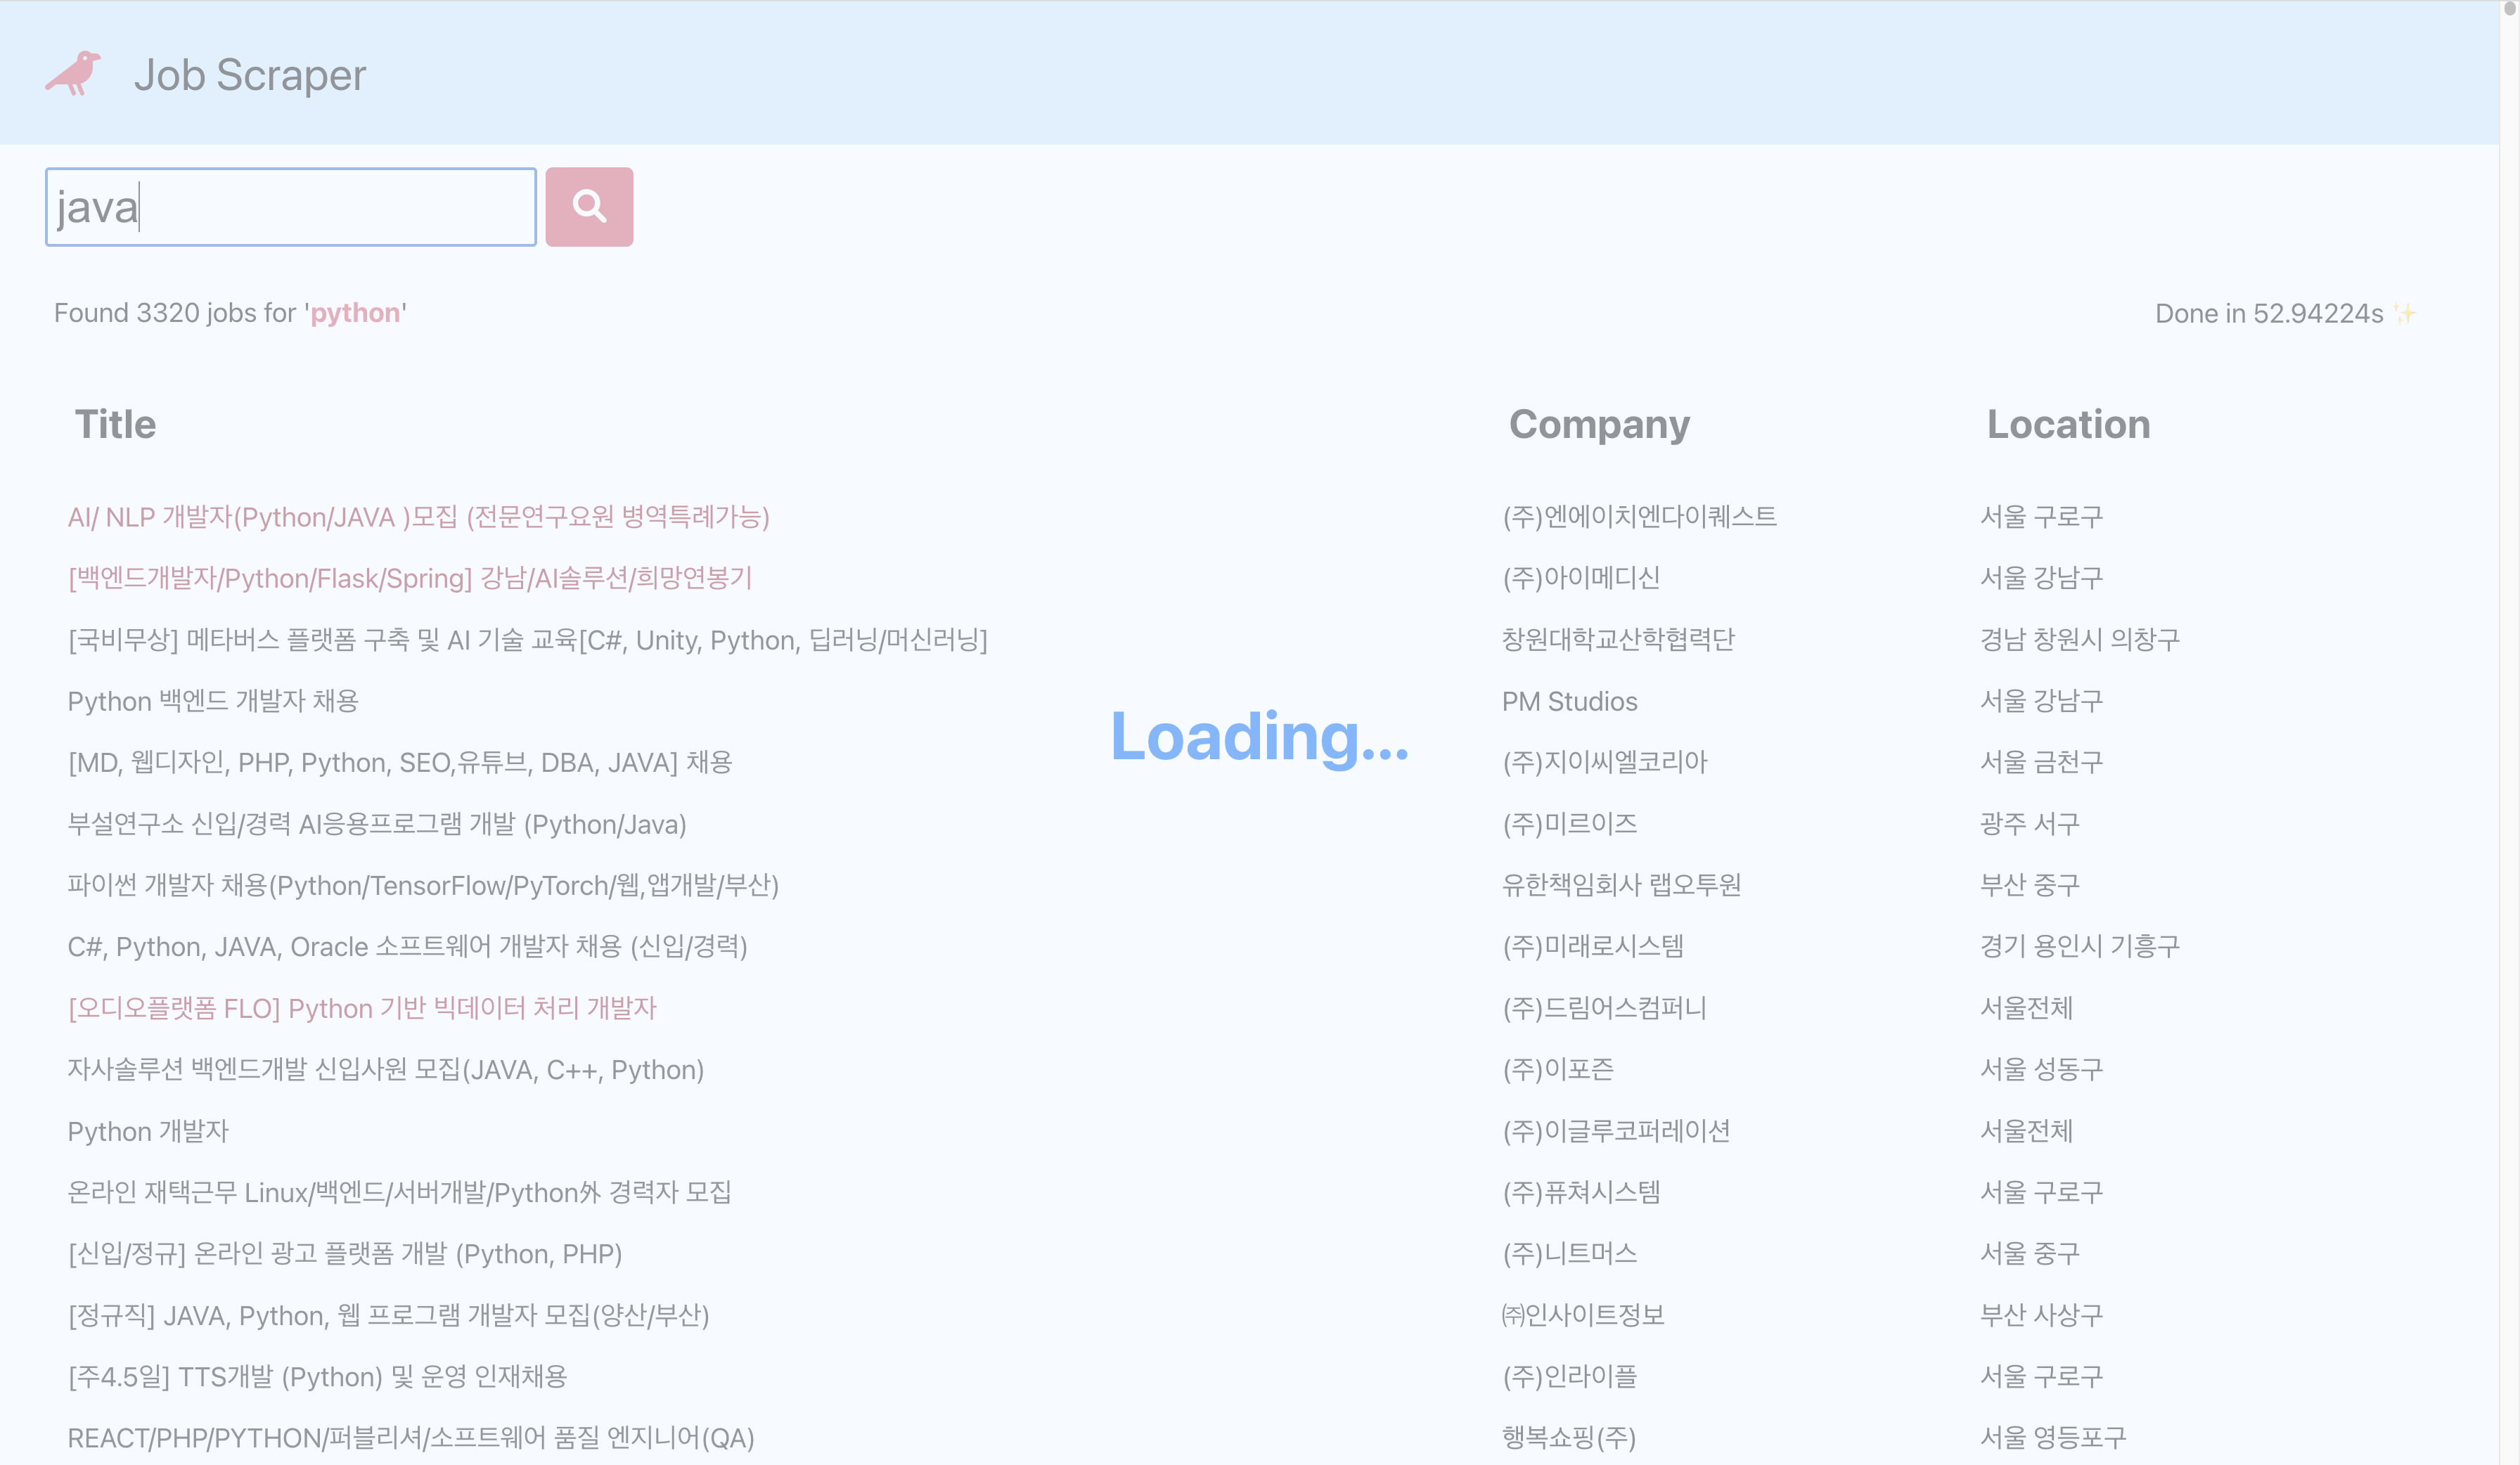 Job Scraper
java
Found 3320 jobs for 'python' Done in 52.94224s ✨
Title Company Location
AI/ NLP 개발자(Python/JAVA )모집 (전문연구요원 병역특례가능) (주)엔에이치엔다이퀘스트 서울 구로구
[백엔드개발자/Python/Flask/Spring] 강남/AI솔루션/희망연봉기 (주)아이메디신 서울 강남구
[국비무상] 메타버스 플랫폼 구축 및 AI 기술 교육[C#, Unity, Python, 딥러닝/머신러닝] 창원대학교산학협력단 경남 창원시 의창구
Python 백엔드 개발자 채용 PM Studios 서울 강남구
Loading...
[MD, 웹디자인, PHP, Python, SEO,유튜브, DBA, JAVA] 채용 (주)지이씨엘코리아 서울 금천구
부설연구소 신입/경력 AI응용프로그램 개발 (Python/Java) (주)미르이즈 광주 서구
파이썬 개발자 채용(Python/TensorFlow/PyTorch/웹,앱개발/부산) 유한책임회사 랩오투원 부산 중구
C#, Python, JAVA, Oracle 소프트웨어 개발자 채용 (신입/경력) (주)미래로시스템 경기 용인시 기흥구
[오디오플랫폼 FLO] Python 기반 빅데이터 처리 개발자 (주)드림어스컴퍼니 서울전체
자사솔루션 백엔드개발 신입사원 모집(JAVA, C++, Python) (주)이포즌 서울 성동구
Python 개발자 (주)이글루코퍼레이션 서울전체
온라인 재택근무 Linux/백엔드/서버개발/Python外 경력자 모집 (주)퓨쳐시스템 서울 구로구
[신입/정규] 온라인 광고 플랫폼 개발 (Python, PHP) (주)니트머스 서울 중구
[정규직] JAVA, Python, 웹 프로그램 개발자 모집(양산/부산) ㈜인사이트정보 부산 사상구
[주4.5일] TTS개발 (Python) 및 운영 인재채용 (주)인라이플 서울 구로구
REACT/PHP/PYTHON/퍼블리셔/소프트웨어 품질 엔지니어(QA) 행복쇼핑(주) 서울 영등포구